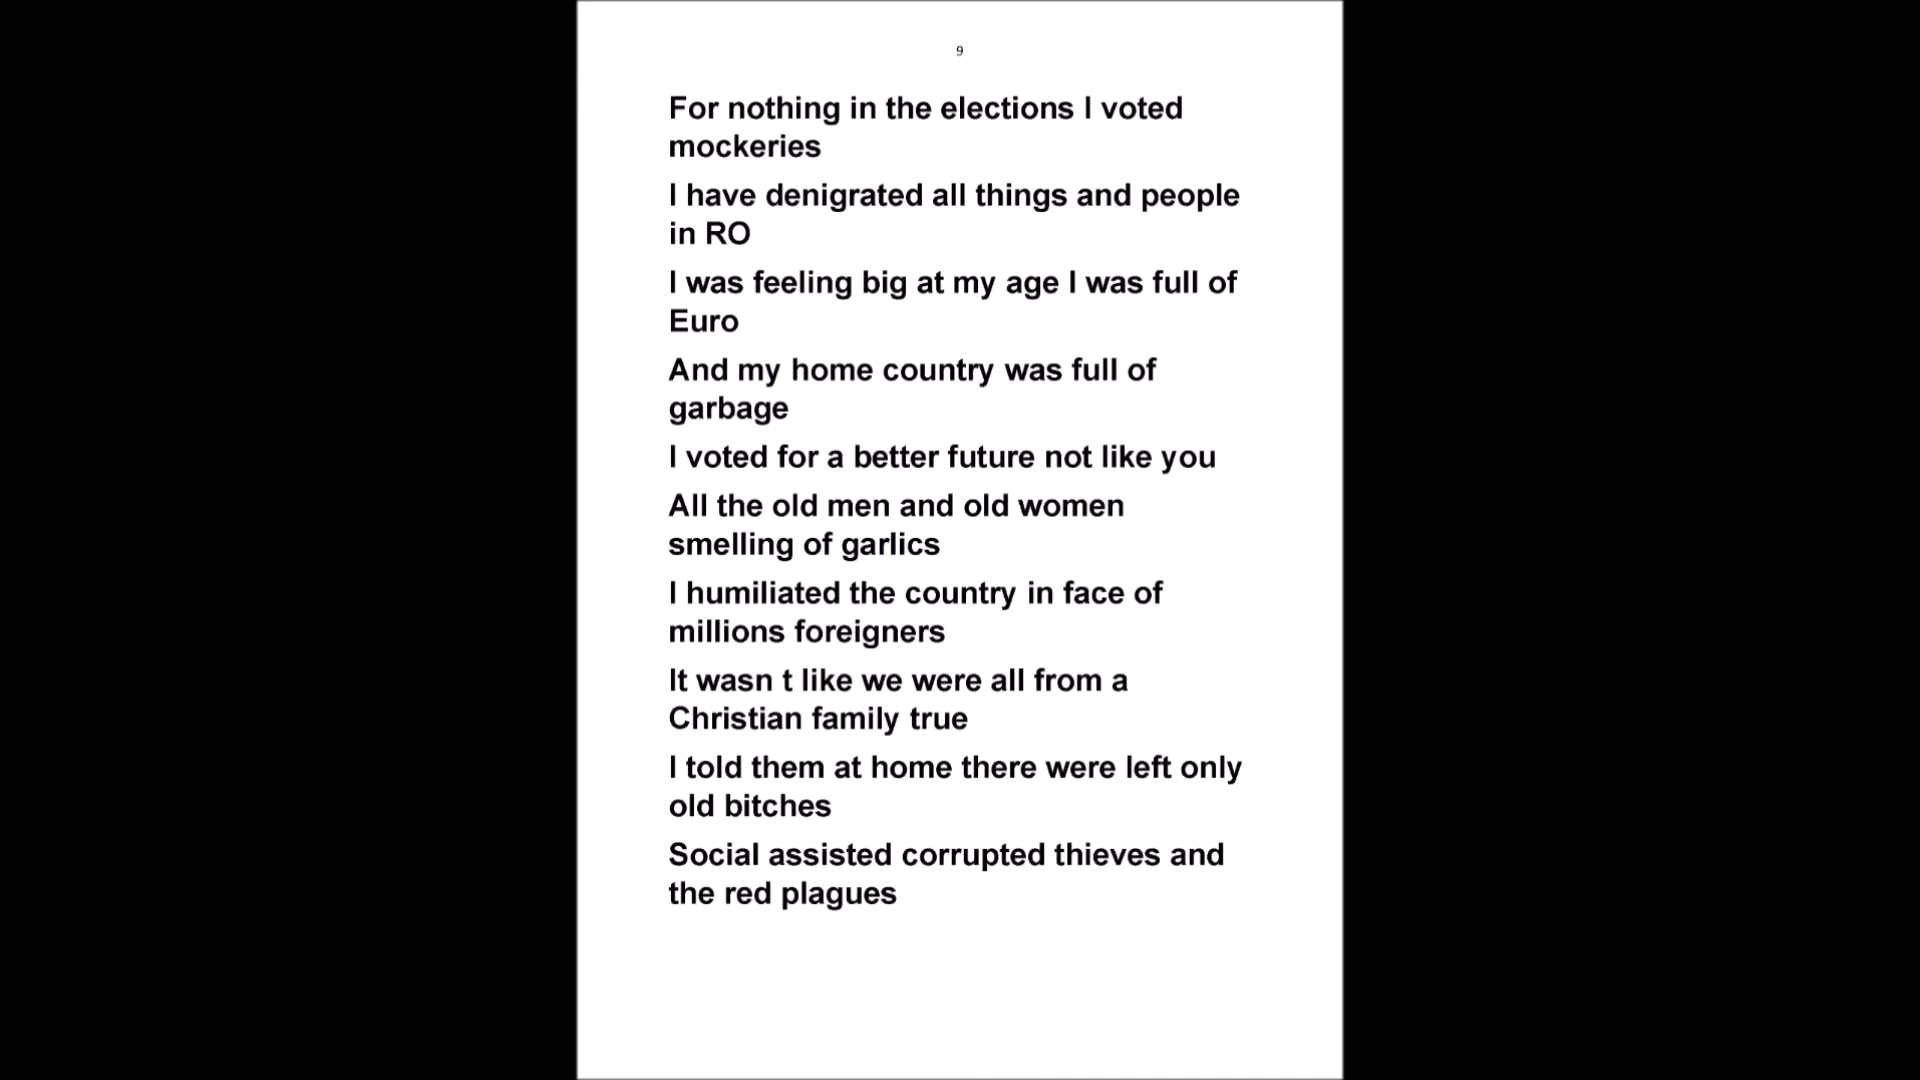 9
For nothing in the elections I voted
mockeries
I have denigrated all things and people
in RO
I was feeling big at my age I was full of
Euro
And my home country was full of
garbage
I voted for a better future not like you
All the old men and old women
smelling of garlics
I humiliated the country in face of
millions foreigners
It wasn t like we were all from a
Christian family true
I told them at home there were left only
old bitches
Social assisted corrupted thieves and
the red plagues